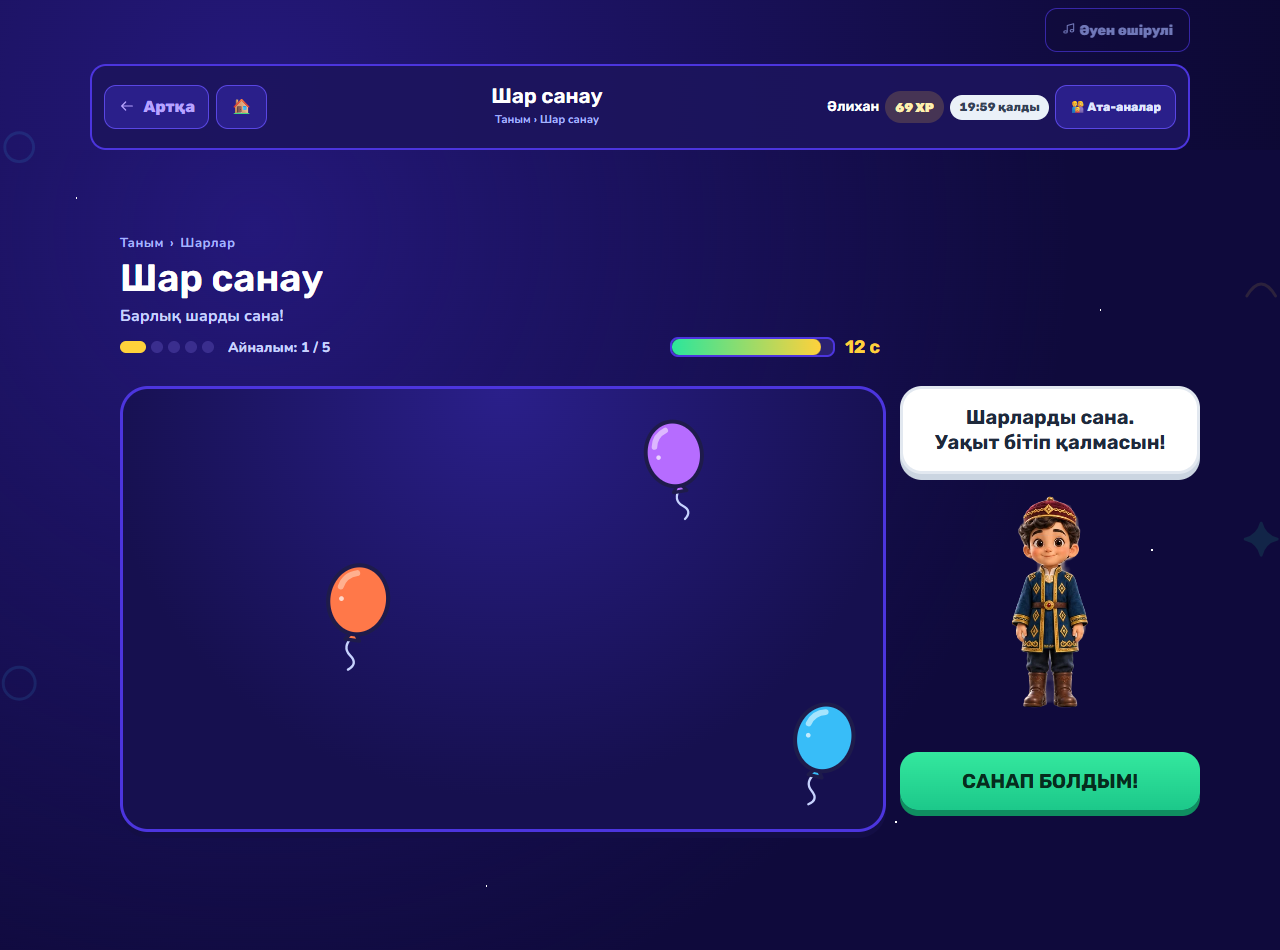 Әуен өшірулі
Артқа
Шар санау
Таным › Шар санау
Әлихан
69 XP
19:59 қалды
Ата-аналар
Таным › Шарлар
Шар санау
Барлық шарды сана!
Айналым: 1 / 5
12 с
Шарларды сана.
Уақыт бітіп қалмасын!
САНАП БОЛДЫМ!